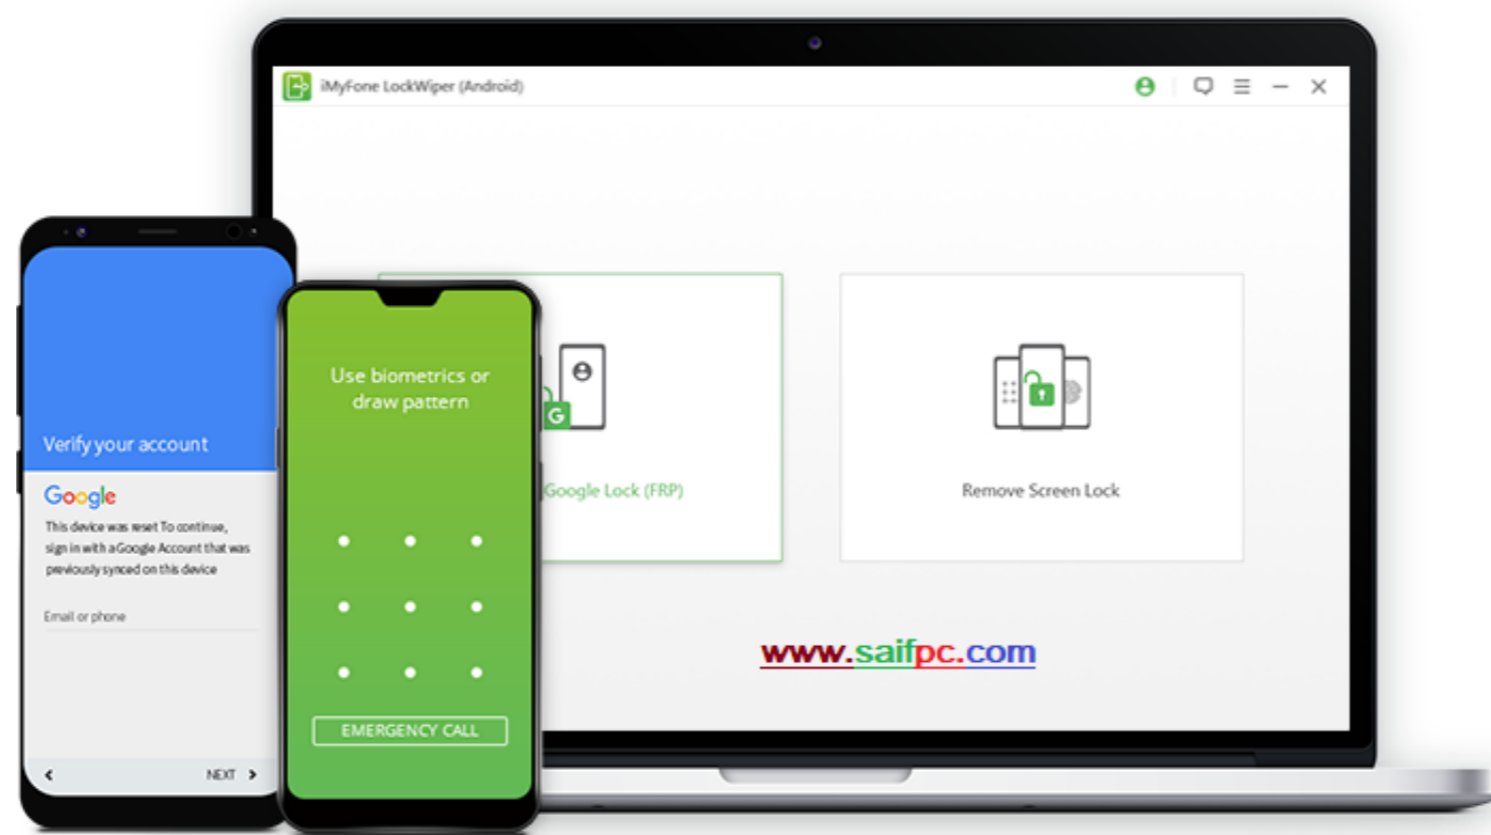 iMyFone LockWiper (Android)
Verify your account
Google
This device was reset To continue,
sign in with a Google Account that was
previously synced on this device
Email or phone
NEXT
Use biometrics or
draw pattern
EMERGENCY CALL
G
Google Lock (FRP)
Remove Screen Lock
www.saifpc.com